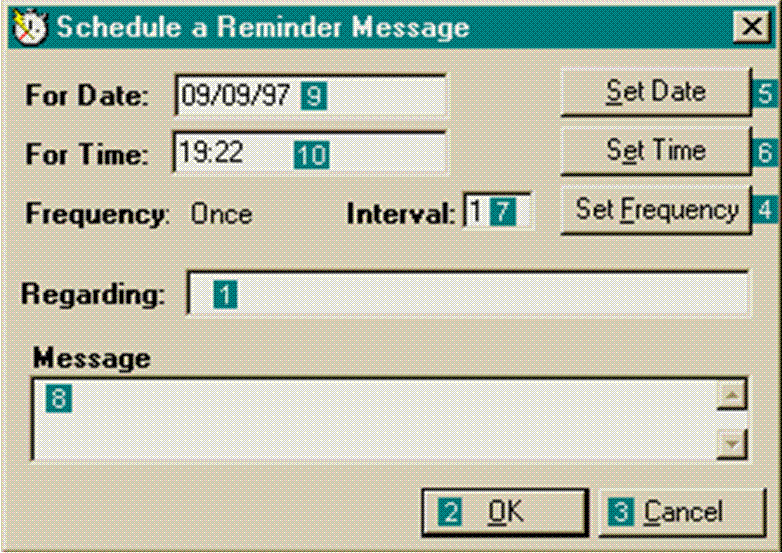 Schedule a Reminder Message
For Date: 09/09/97 9 Set Date 5
For Time: 19:22 10 Set Time 6
Frequency: Once Interval: 1 7 Set Frequency 4
Regarding: 1
Message
8
2 OK 3 Cancel